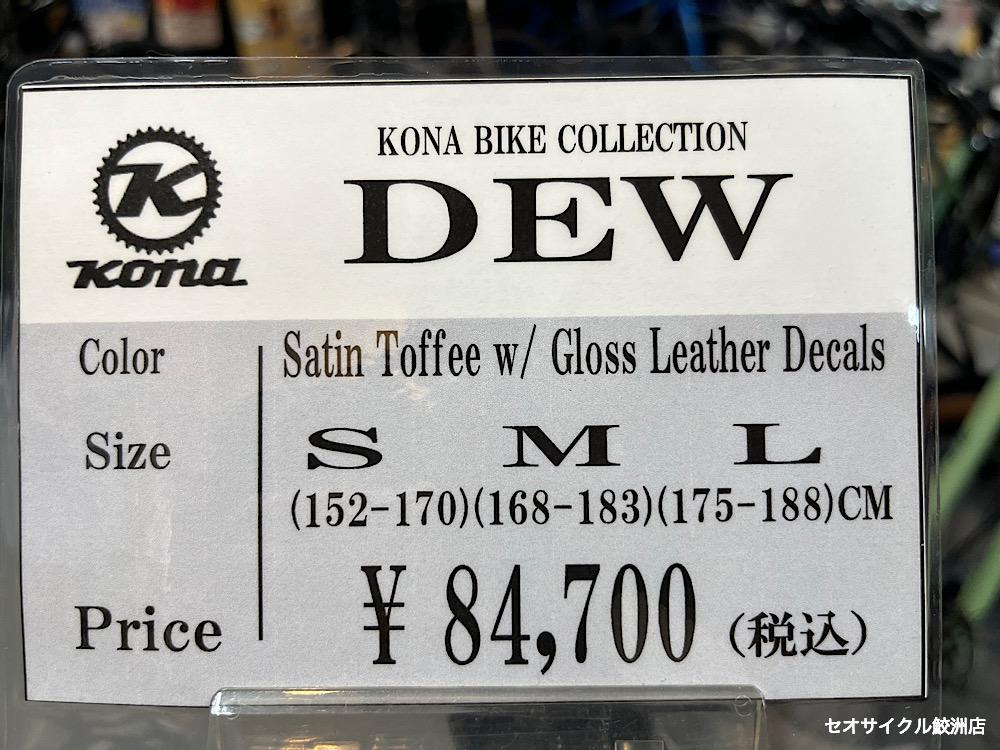 KONA BIKE COLLECTION
DEW
K
Kona
Color Satin Toffee w/ Gloss Leather Decals
Size S M L
(152-170)(168-183)(175-188)CM
Price ¥ 84,700 (税込)
セオサイクル鮫洲店